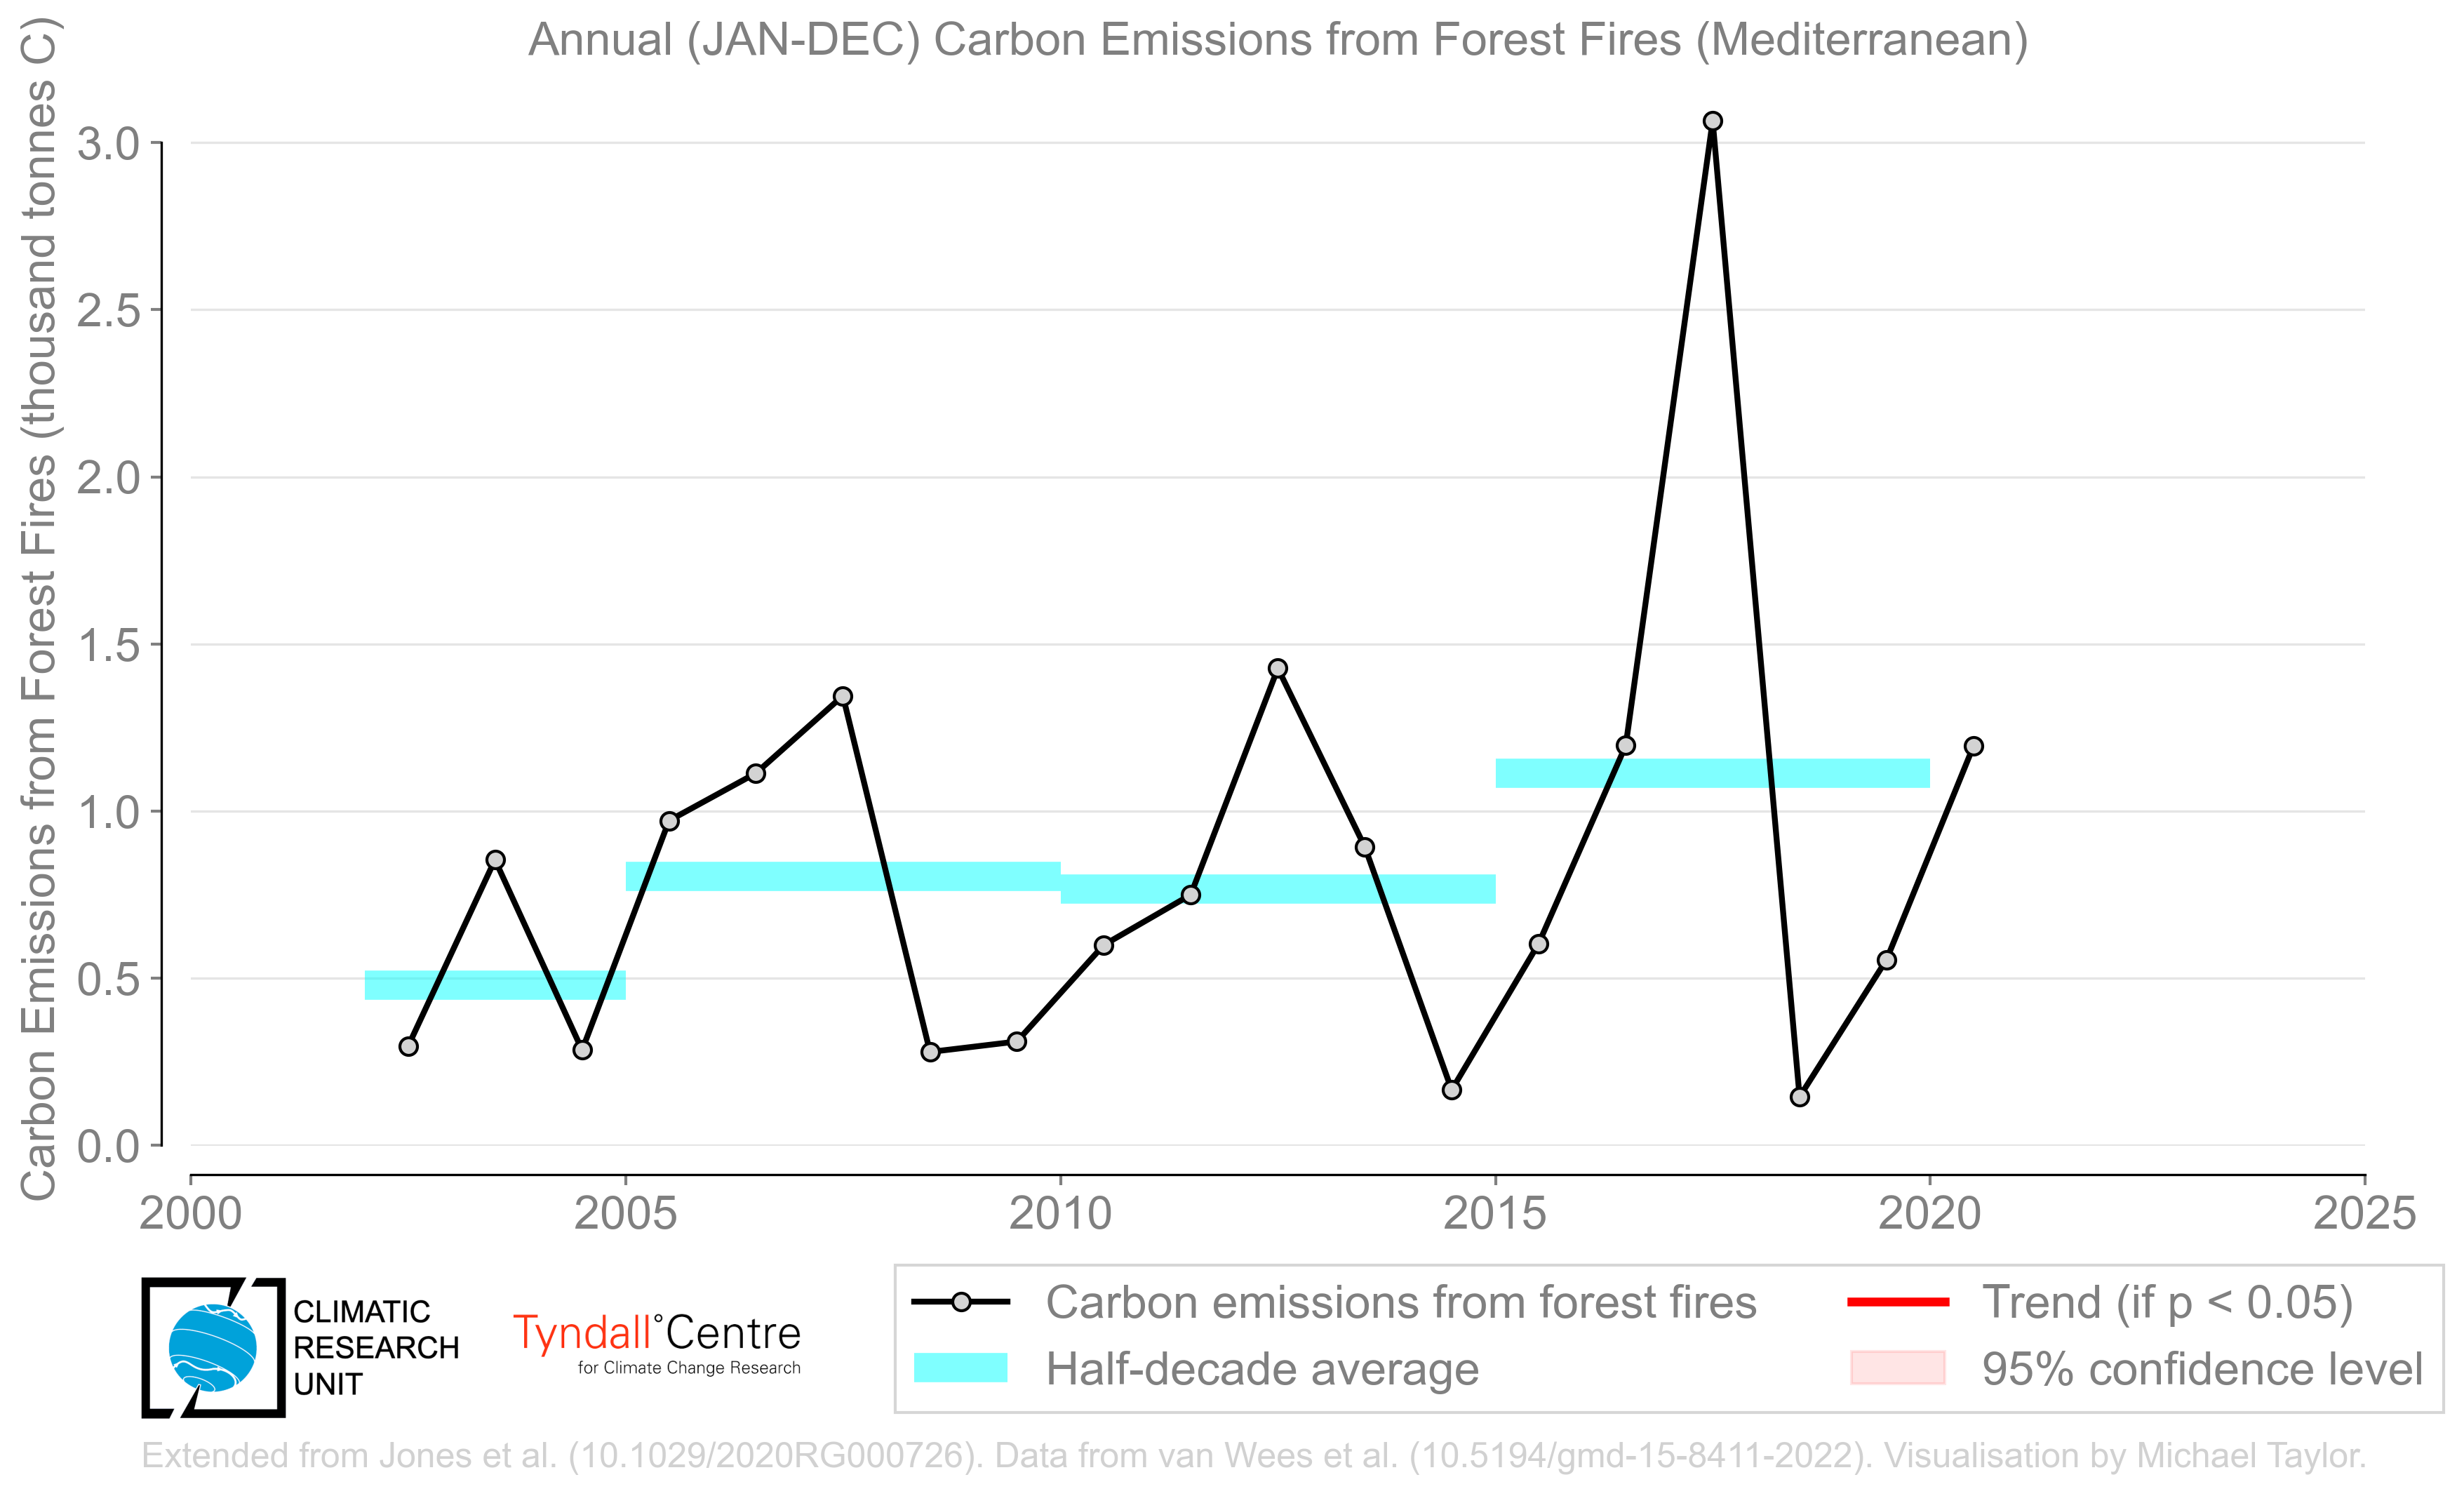 Annual (JAN-DEC) Carbon Emissions from Forest Fires (Mediterranean)
Carbon Emissions from Forest Fires (thousand tonnes C)
3.0
2.5
2.0
1.5
1.0
0.5
0.0
2000
2005
2010
2015
2020
2025
CLIMATIC
RESEARCH
UNIT
Tyndall°Centre
for Climate Change Research
Carbon emissions from forest fires
Half-decade average
Trend (if p < 0.05)
95% confidence level
Extended from Jones et al. (10.1029/2020RG000726). Data from van Wees et al. (10.5194/gmd-15-8411-2022). Visualisation by Michael Taylor.